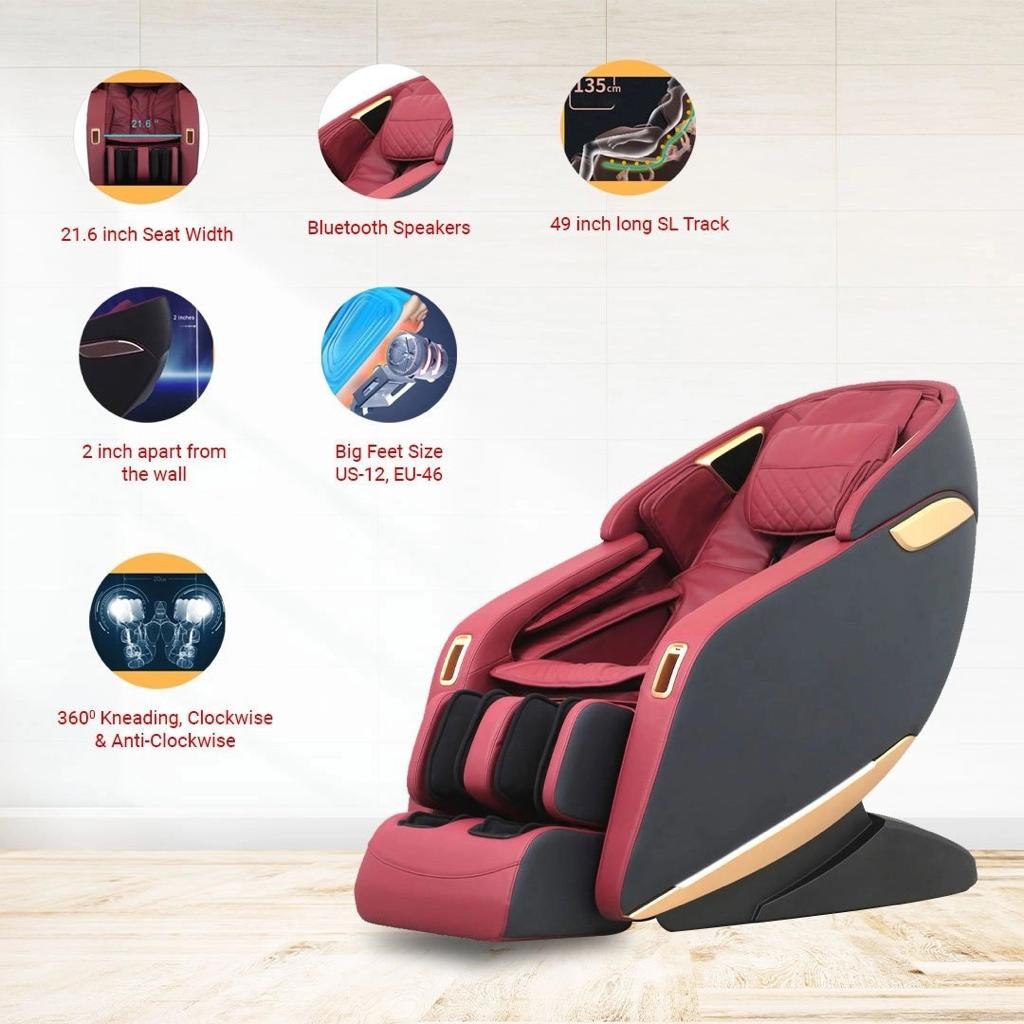 21.6 "
135cm
21.6 inch Seat Width
Bluetooth Speakers
49 inch long SL Track
2 inches
2 inch apart from
the wall
Big Feet Size
US-12, EU-46
20cm
360⁰ Kneading, Clockwise
& Anti-Clockwise